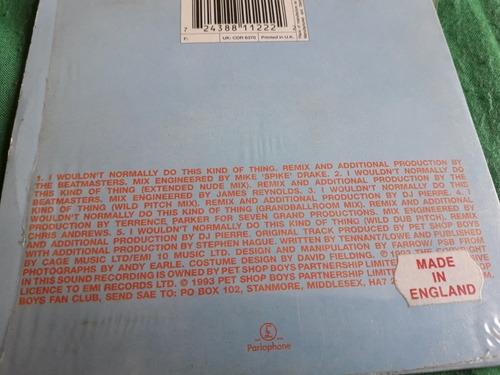 7 24388 11222
F: UK: CDR 6370 Printed in U.K.
1. I WOULDN'T NORMALLY DO THIS KIND OF THING. REMIX AND ADDITIONAL PRODUCTION BY
THE BEATMASTERS. MIX ENGINEERED BY MIKE 'SPIKE' DRAKE. 2. I WOULDN'T NORMALLY DO
THIS KIND OF THING (EXTENDED NUDE MIX). REMIX AND ADDITIONAL PRODUCTION BY THE
BEATMASTERS. MIX ENGINEERED BY JAMES REYNOLDS. 3. I WOULDN'T NORMALLY DO THIS
KIND OF THING (WILD PITCH MIX). REMIX AND ADDITIONAL PRODUCTION BY DJ PIERRE. 4. I
WOULDN'T NORMALLY DO THIS KIND OF THING (GRANDBALLROOM MIX). REMIX AND ADDITIONAL
PRODUCTION BY TERRENCE PARKER FOR SEVEN GRAND PRODUCTIONS. MIX ENGINEERED BY
CHRIS ANDREWS. 5. I WOULDN'T NORMALLY DO THIS KIND OF THING (WILD DUB PITCH). REMIX
AND ADDITIONAL PRODUCTION BY DJ PIERRE. ORIGINAL TRACK PRODUCED BY PET SHOP BOYS
WITH ADDITIONAL PRODUCTION BY STEPHEN HAGUE. WRITTEN BY TENNANT/LOWE AND PUBLISHED
BY CAGE MUSIC LTD/EMI 10 MUSIC LTD. DESIGN AND MANIPULATION BY FARROW/ PSB FROM
PHOTOGRAPHS BY ANDY EARLE. COSTUME DESIGN BY DAVID FIELDING. ℗ 1993 THE
IN THIS SOUND RECORDING IS OWNED BY PET SHOP BOYS PARTNERSHIP LIMITED
LICENCE TO EMI RECORDS LTD. © 1993 PET SHOP BOYS PARTNERSHIP LIMITED.
BOYS FAN CLUB, SEND SAE TO: PO BOX 102, STANMORE, MIDDLESEX, HA7 2
MADE IN
ENGLAND
Parlophone